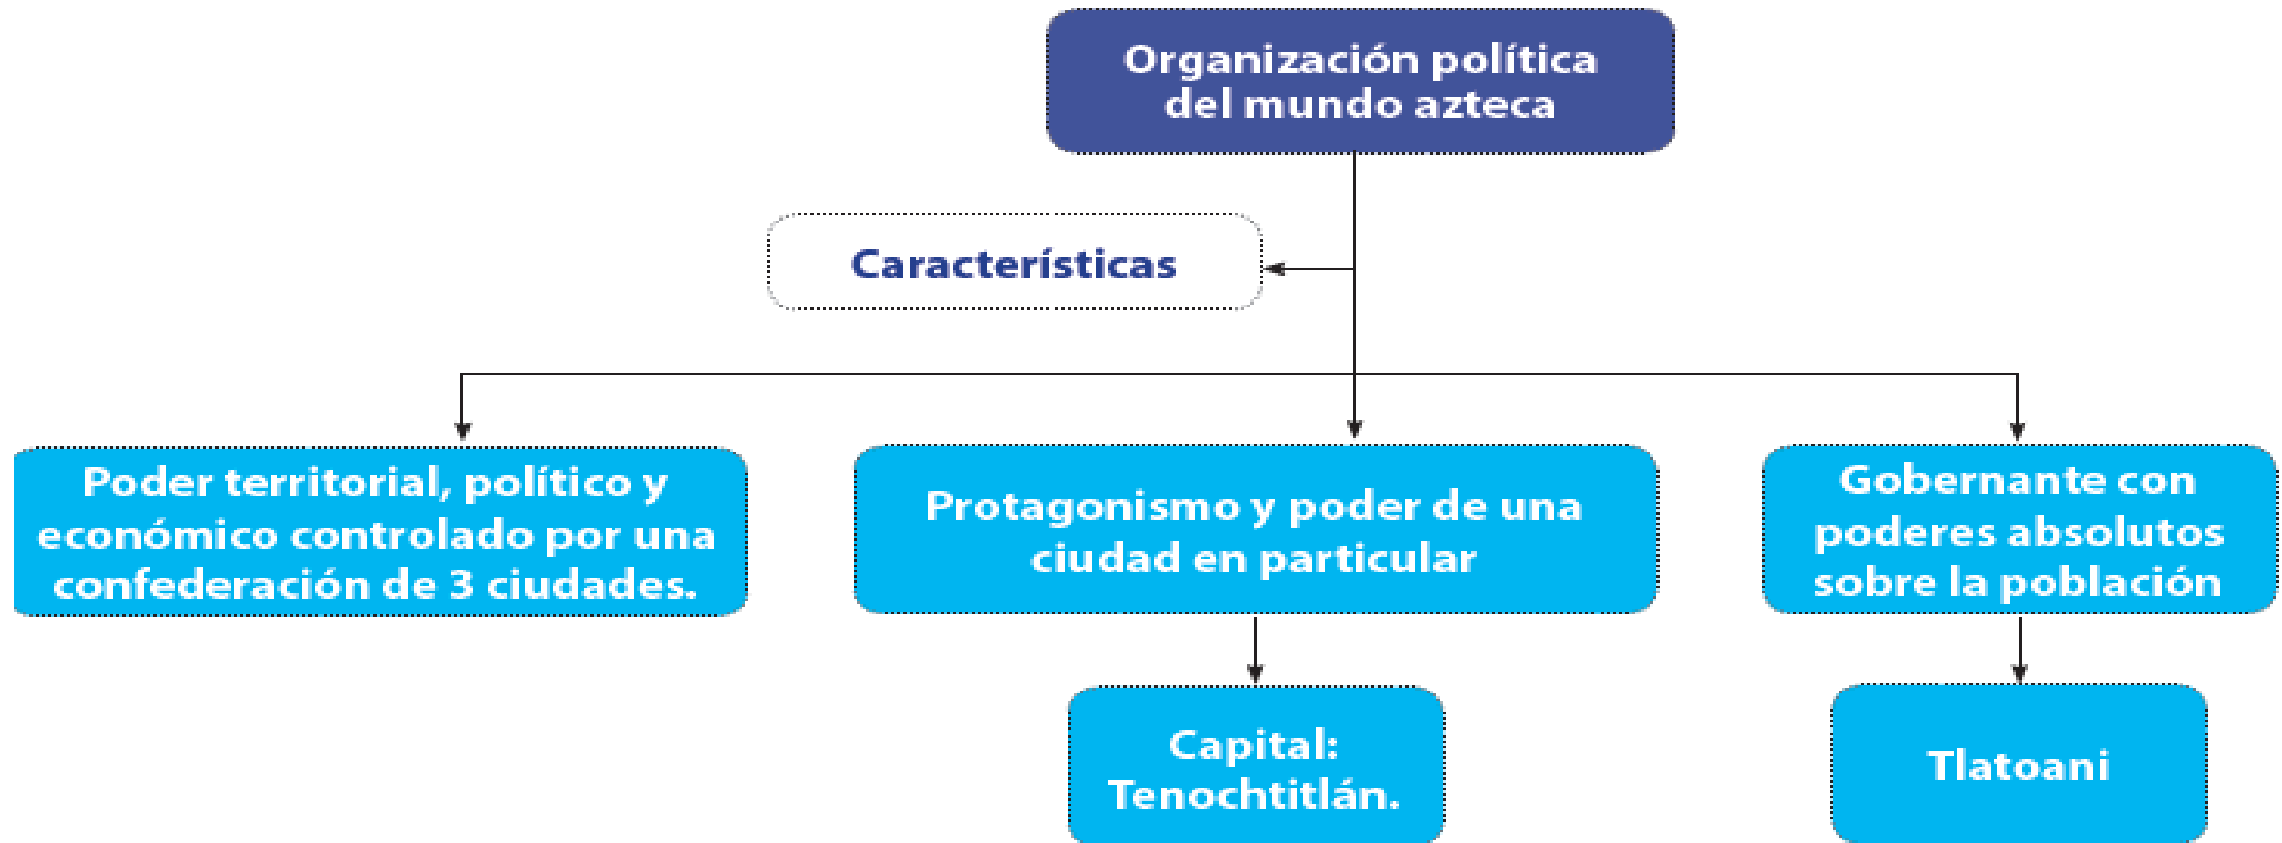 Organización política
del mundo azteca
Características
Poder territorial, político y
económico controlado por una
confederación de 3 ciudades.
Protagonismo y poder de una
ciudad en particular
Gobernante con
poderes absolutos
sobre la población
Capital:
Tenochtitlán.
Tlatoani